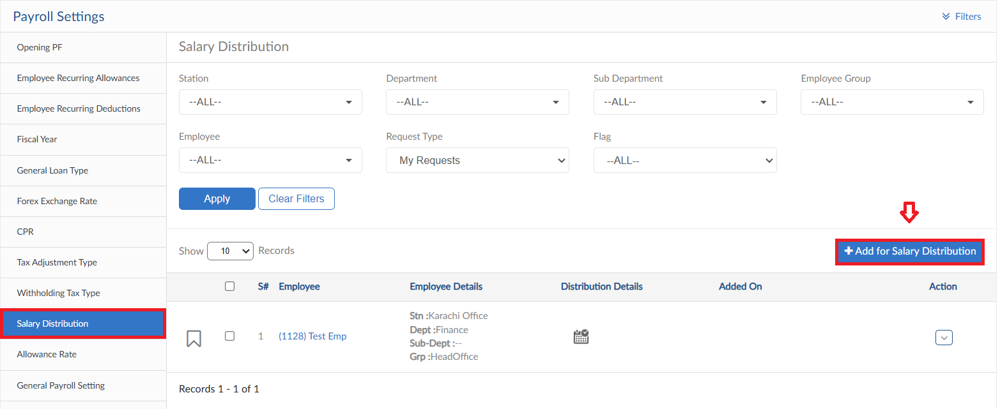 Payroll Settings
Filters
Opening PF
Employee Recurring Allowances
Employee Recurring Deductions
Fiscal Year
General Loan Type
Forex Exchange Rate
CPR
Tax Adjustment Type
Withholding Tax Type
Salary Distribution
Allowance Rate
General Payroll Setting
Salary Distribution
Station Department Sub Department Employee Group
--ALL-- --ALL-- --ALL-- --ALL--
Employee Request Type Flag
--ALL-- My Requests --ALL--
Apply Clear Filters
Show 10 Records
+ Add for Salary Distribution
S# Employee Employee Details Distribution Details Added On Action
1 (1128) Test Emp
Stn :Karachi Office
Dept :Finance
Sub-Dept :--
Grp :HeadOffice
Records 1 - 1 of 1